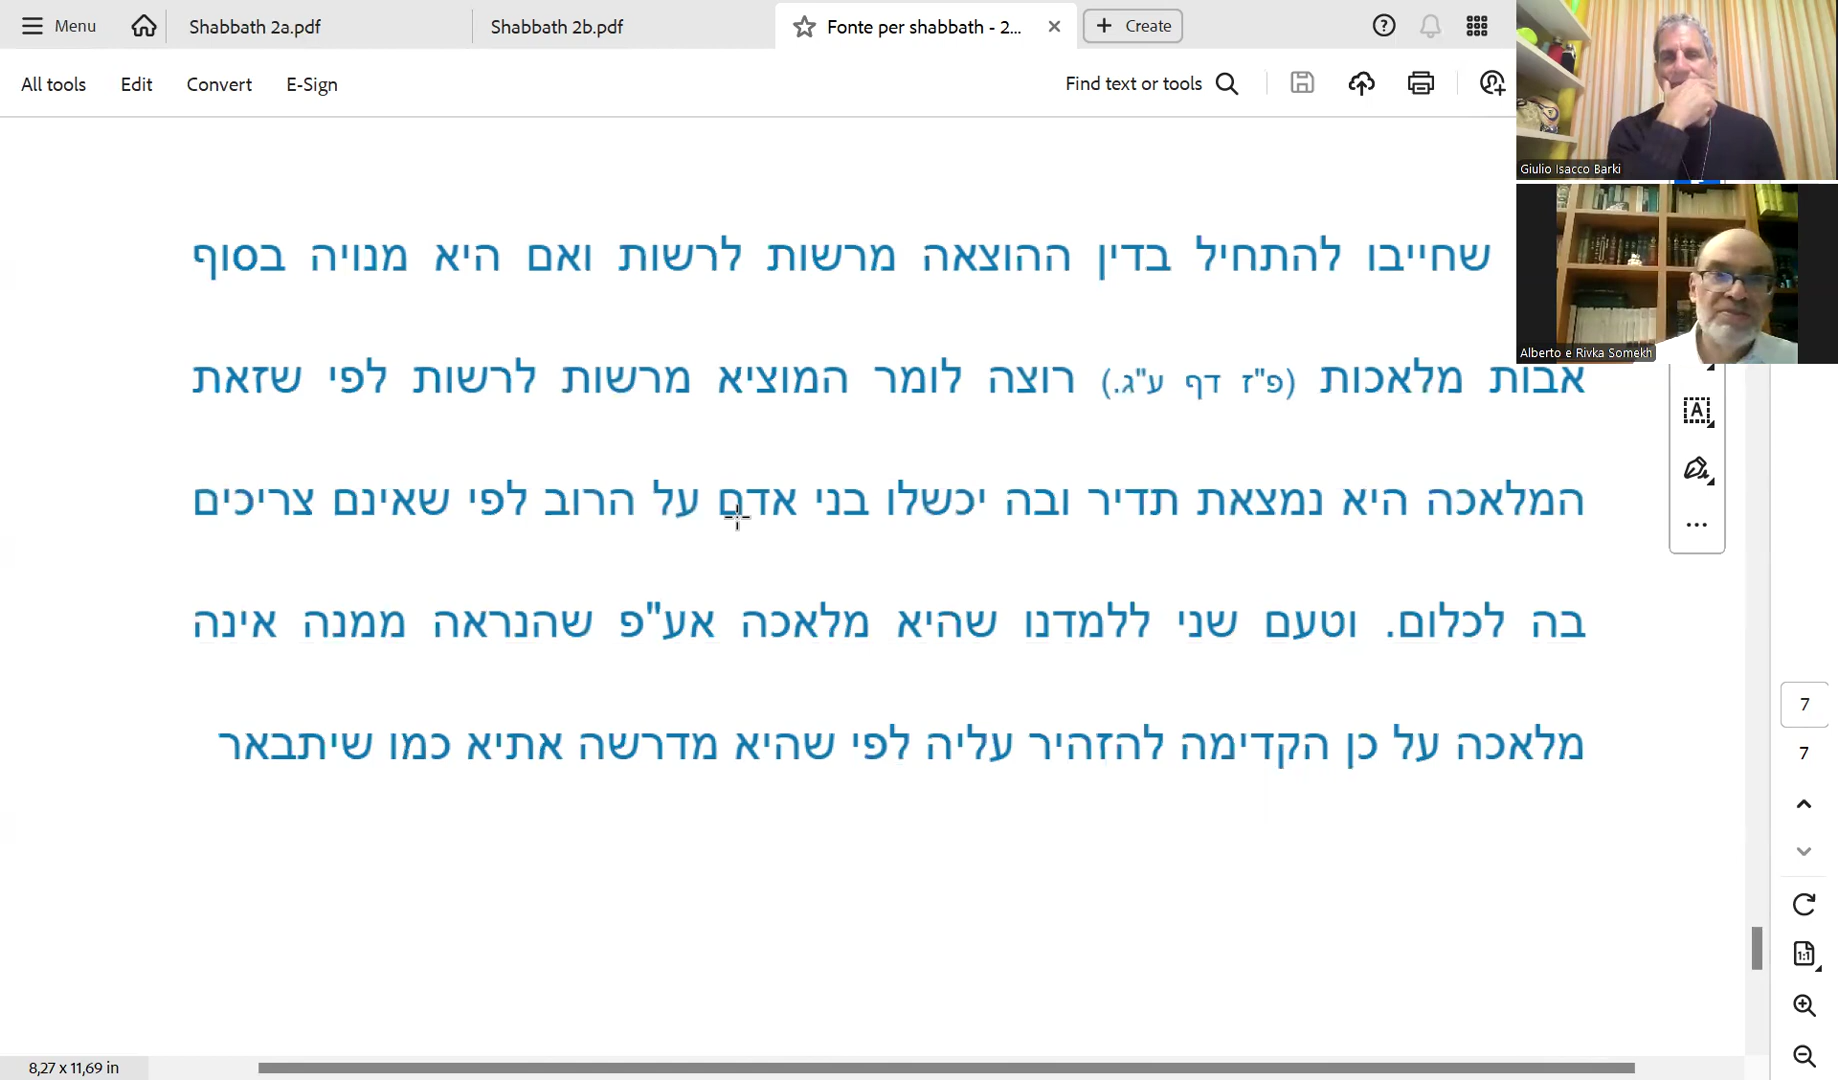 Menu
Shabbath 2a.pdf
Shabbath 2b.pdf
Fonte per shabbath - 2...
Create
All tools
Edit
Convert
E-Sign
Find text or tools
Giulio Isacco Barki
Alberto e Rivka Somekh
שחייבו להתחיל בדין ההוצאה מרשות לרשות ואם היא מנויה בסוף
אבות מלאכות (פ"ז דף ע"ג.) רוצה לומר המוציא מרשות לרשות לפי שזאת
המלאכה היא נמצאת תדיר ובה יכשלו בני אדם על הרוב לפי שאינם צריכים
בה לכלום. וטעם שני ללמדנו שהיא מלאכה אע"פ שהנראה ממנה אינה
מלאכה על כן הקדימה להזהיר עליה לפי שהיא מדרשה אתיא כמו שיתבאר
7
7
8,27 x 11,69 in